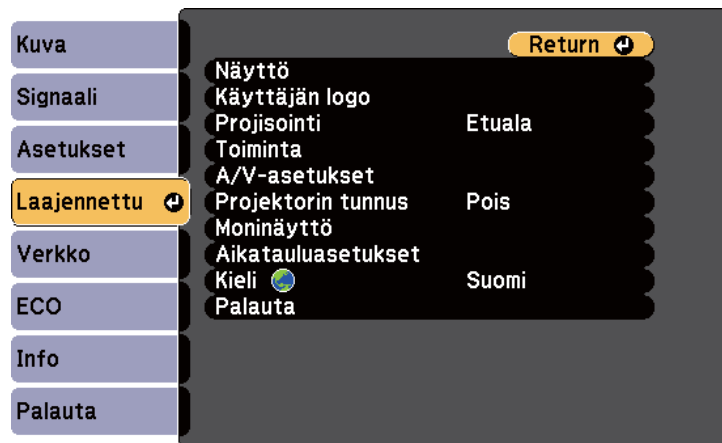 Kuva
Signaali
Asetukset
Laajennettu
Verkko
ECO
Info
Palauta
Return
Näyttö
Käyttäjän logo
Projisointi Etuala
Toiminta
A/V-asetukset
Projektorin tunnus Pois
Moninäyttö
Aikatauluasetukset
Kieli Suomi
Palauta